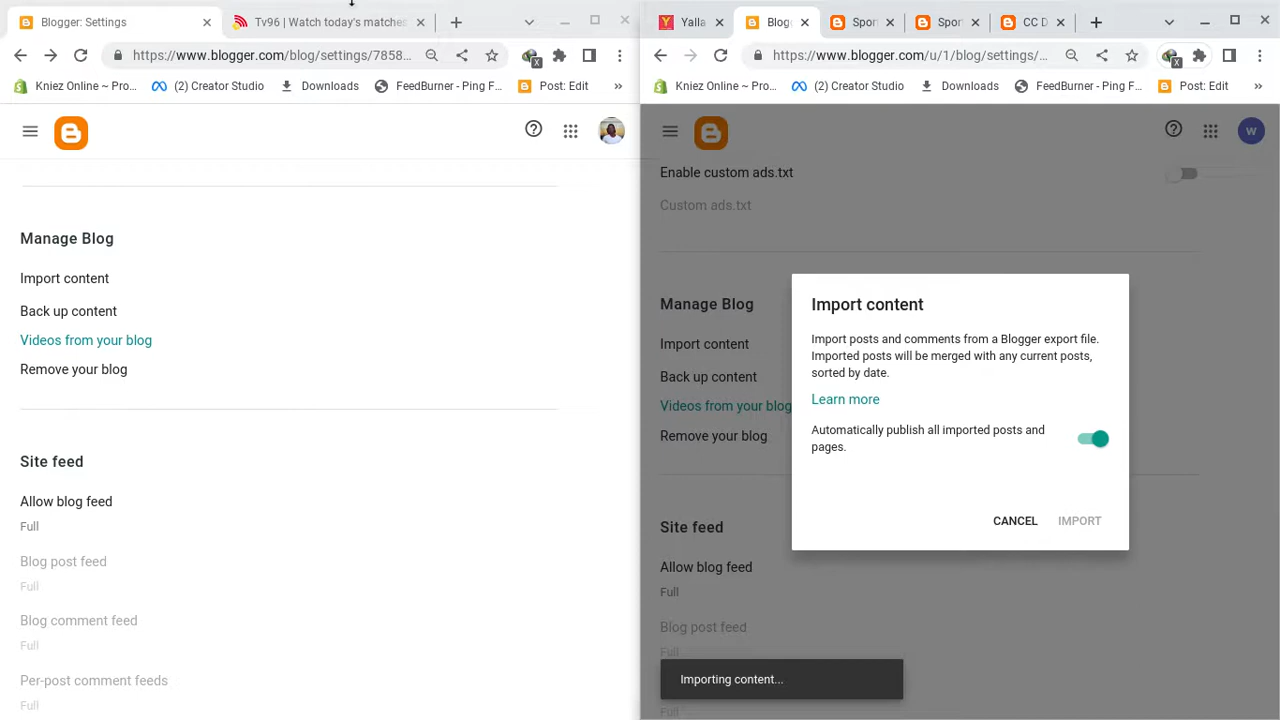 Blogger: Settings
Tv96 | Watch today's matches
https://www.blogger.com/blog/settings/7858...
X
Kniez Online ~ Pro...
(2) Creator Studio
Downloads
FeedBurner - Ping F...
Post: Edit
»
Manage Blog
Import content
Back up content
Videos from your blog
Remove your blog
Site feed
Allow blog feed
Full
Blog post feed
Full
Blog comment feed
Full
Per-post comment feeds
Full
Yalla
Blog
Spor
Spor
CC D
https://www.blogger.com/u/1/blog/settings/...
X
Kniez Online ~ Pro...
(2) Creator Studio
Downloads
FeedBurner - Ping F...
Post: Edit
»
W
Enable custom ads.txt
Custom ads.txt
Manage Blog
Import content
Back up content
Videos from your blog
Remove your blog
Site feed
Allow blog feed
Full
Blog post feed
Full
Full
Import content
Import posts and comments from a Blogger export file.
Imported posts will be merged with any current posts,
sorted by date.
Learn more
Automatically publish all imported posts and
pages.
CANCEL IMPORT
Importing content...